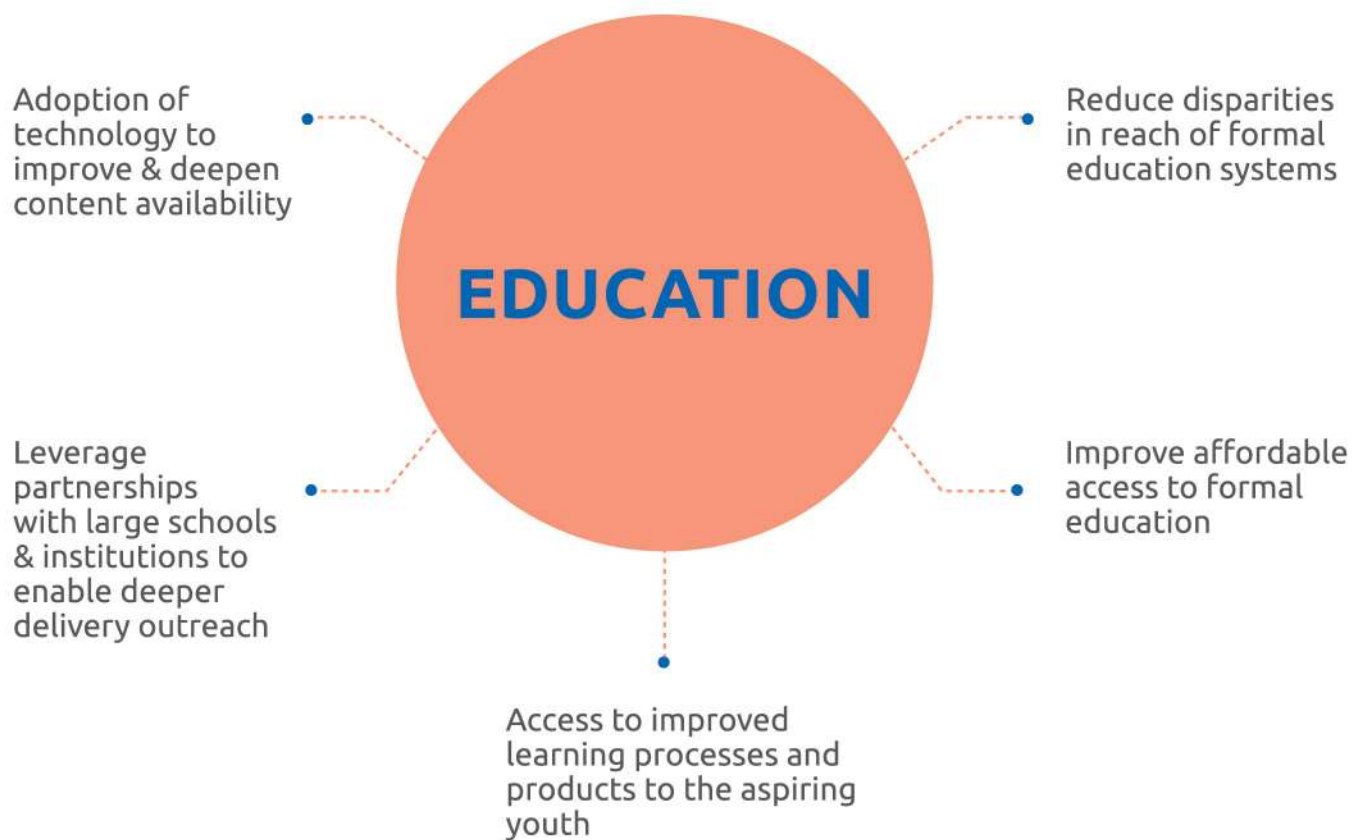 Adoption of
technology to
improve & deepen
content availability
Reduce disparities
in reach of formal
education systems
EDUCATION
Leverage
partnerships
with large schools
& institutions to
enable deeper
delivery outreach
Improve affordable
access to formal
education
Access to improved
learning processes and
products to the aspiring
youth